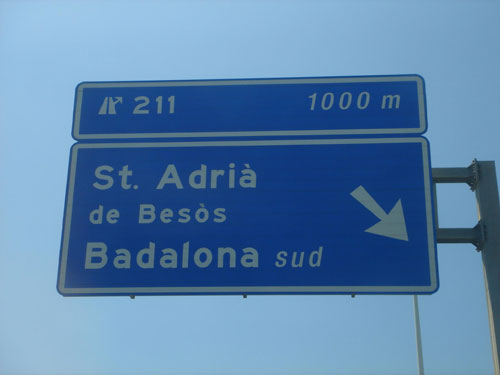 211 1000 m
St. Adrià
de Besòs
Badalona sud